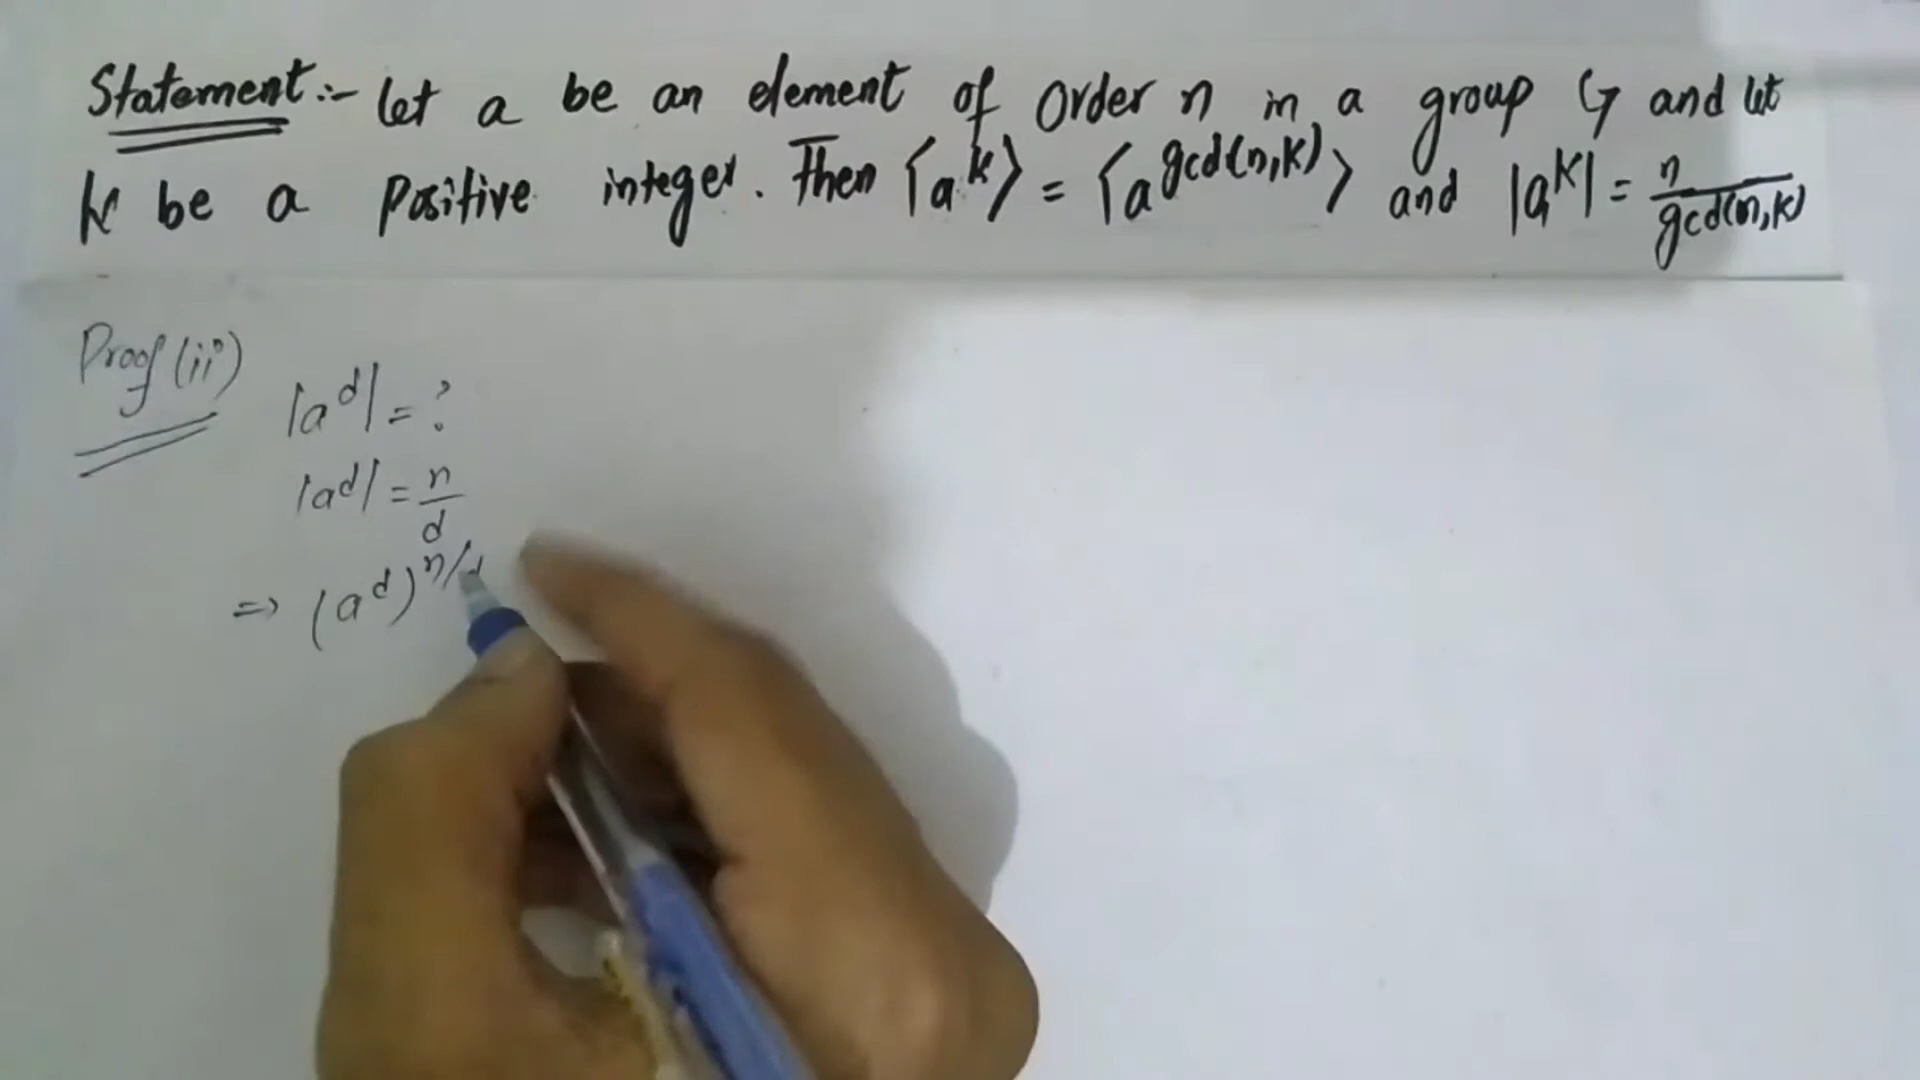 Statement:- let a be an element of Order n in a group G and let
K be a Positive integer. Then ⟨a^k⟩ = ⟨a^gcd(n,k)⟩ and |a^k| = n/gcd(n,k)
Proof (ii)
|a^d| = ?
|a^d| = n/d
⇒ (a^d)^n/d